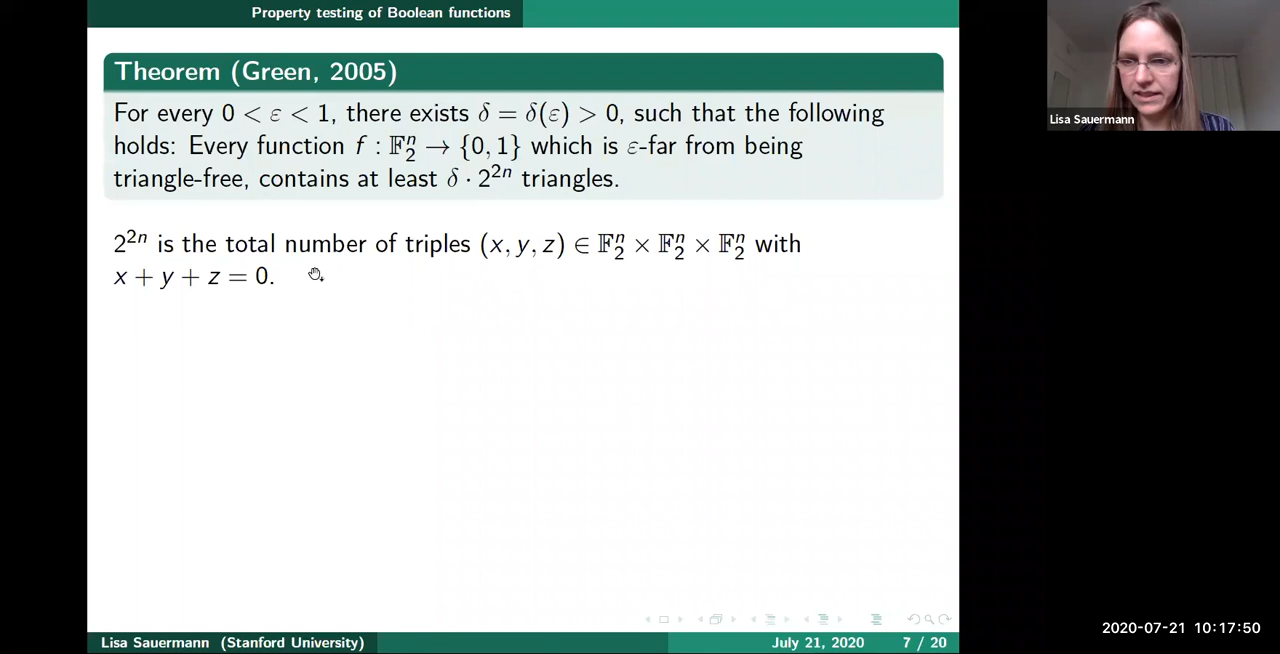 Property testing of Boolean functions
Theorem (Green, 2005)
For every 0 < ε < 1, there exists δ = δ(ε) > 0, such that the following
holds: Every function f : 𝔽₂ⁿ → {0, 1} which is ε-far from being
triangle-free, contains at least δ · 2²ⁿ triangles.
2²ⁿ is the total number of triples (x, y, z) ∈ 𝔽₂ⁿ × 𝔽₂ⁿ × 𝔽₂ⁿ with
x + y + z = 0.
Lisa Sauermann
Lisa Sauermann (Stanford University)
July 21, 2020
7 / 20
2020-07-21 10:17:50